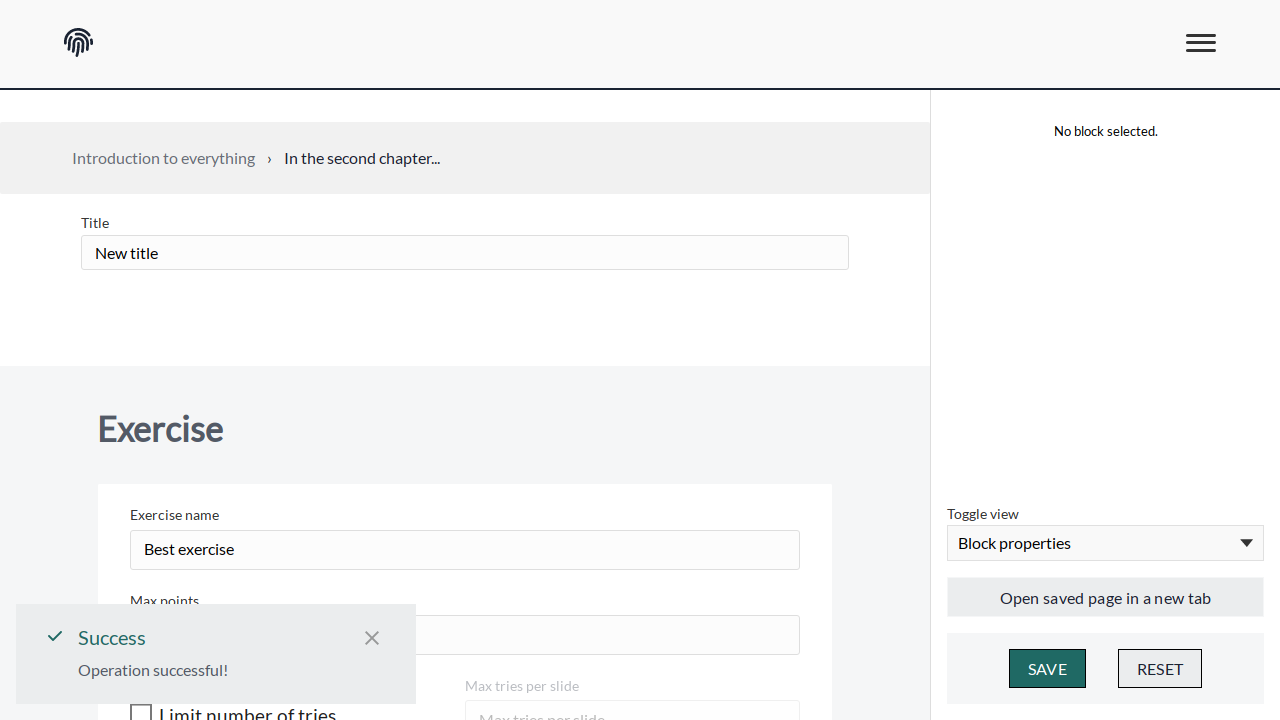 Introduction to everything › In the second chapter...
Title
New title
Exercise
Exercise name
Best exercise
Max points
Max tries per slide
Max tries per slide
Limit number of tries
Success
Operation successful!
No block selected.
Toggle view
Block properties
Open saved page in a new tab
SAVE
RESET